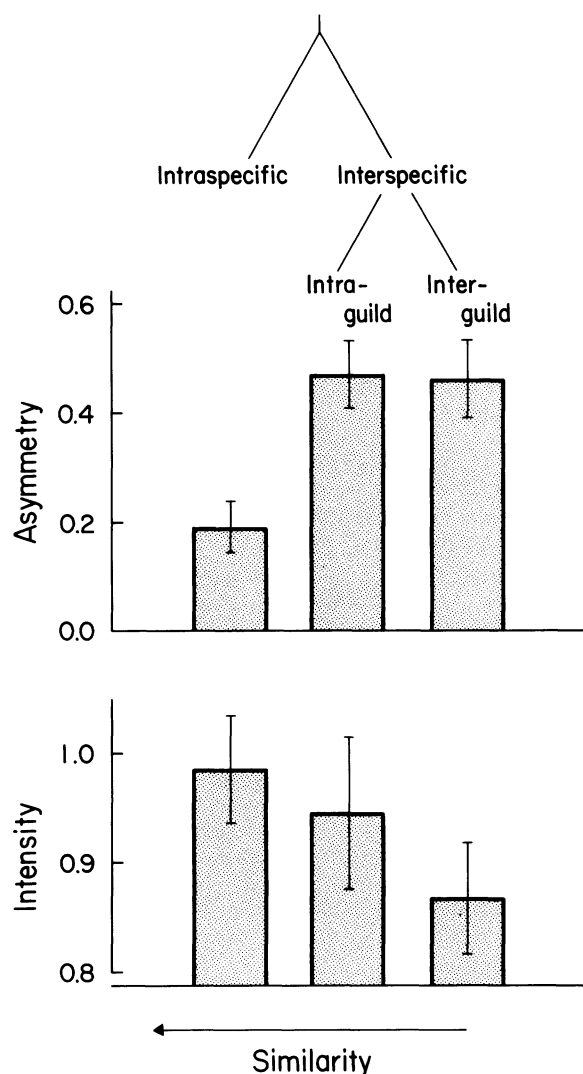 Intraspecific Interspecific
Intra-guild Inter-guild
Asymmetry
0.6
0.4
0.2
0.0
Intensity
1.0
0.9
0.8
Similarity